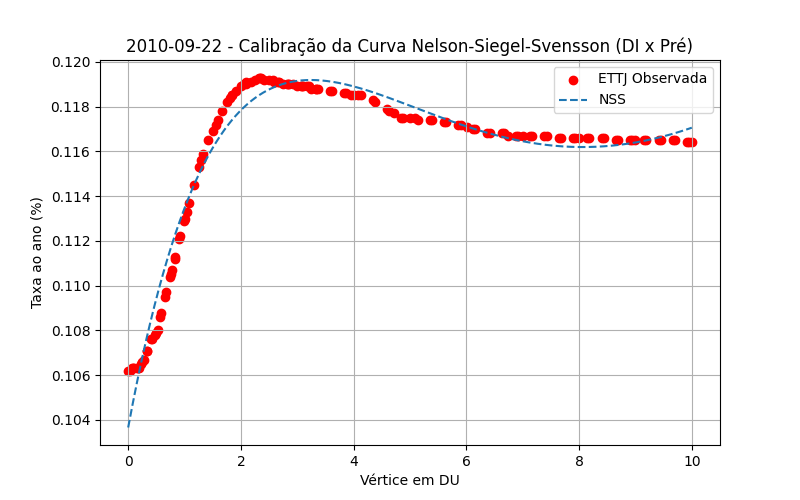 2010-09-22 - Calibração da Curva Nelson-Siegel-Svensson (DI x Pré)
ETTJ Observada
NSS
Taxa ao ano (%)
0.120
0.118
0.116
0.114
0.112
0.110
0.108
0.106
0.104
0 2 4 6 8 10
Vértice em DU